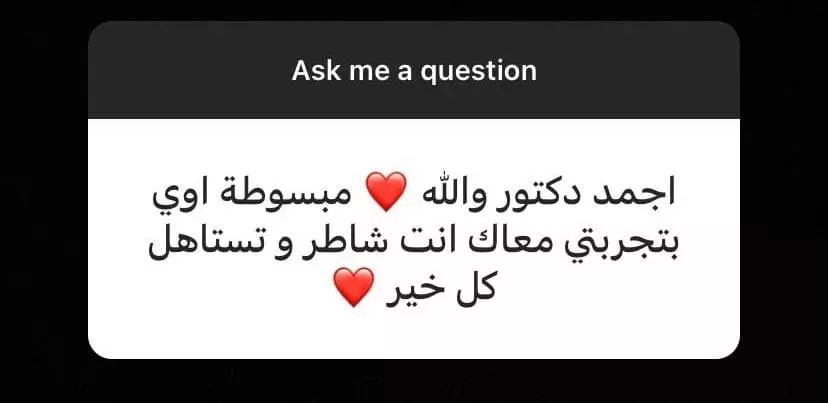 Ask me a question
اجمد دكتور والله ❤️ مبسوطة اوي
بتجربتي معاك انت شاطر و تستاهل
كل خير ❤️